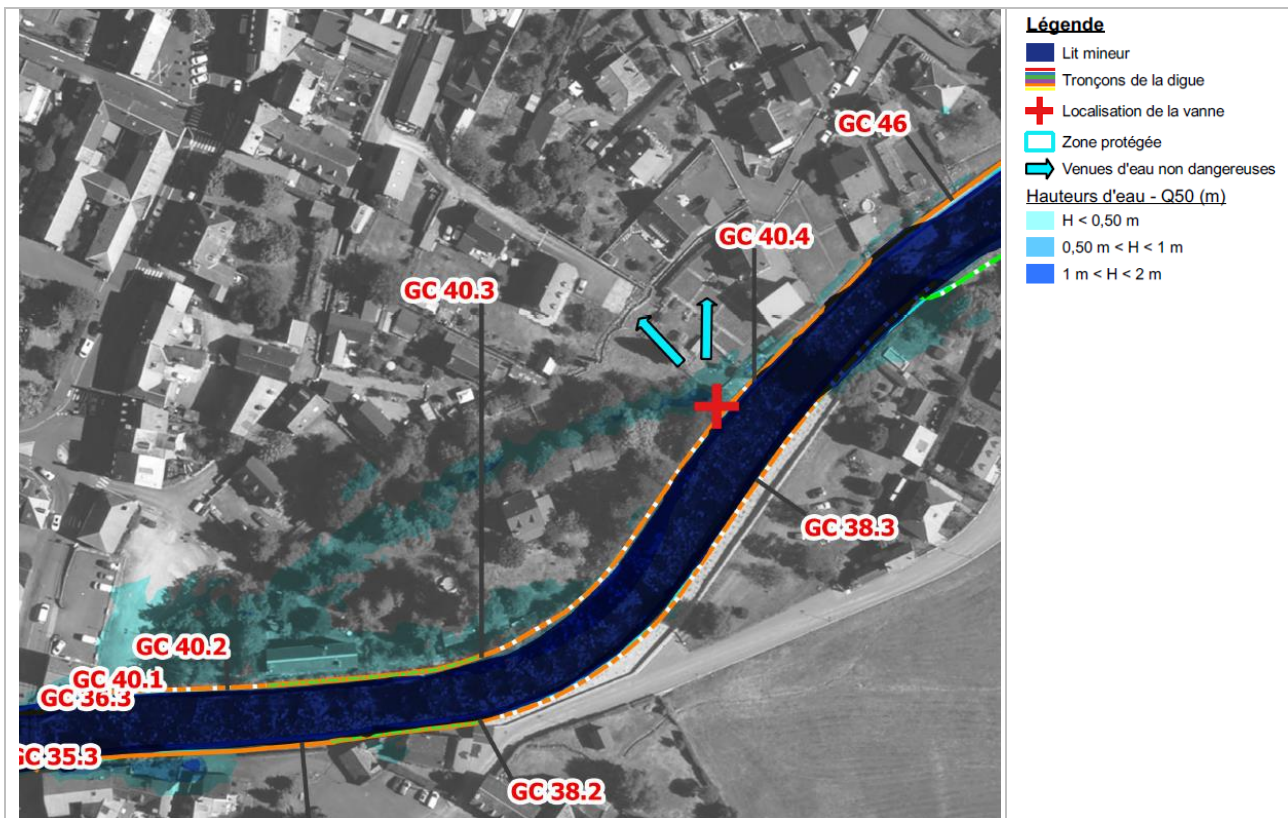 GC 46
GC 40.4
GC 40.3
GC 38.3
GC 40.2
GC 40.1
GC 36.3
GC 35.3
GC 38.2
Légende
Lit mineur
Tronçons de la digue
Localisation de la vanne
Zone protégée
Venues d'eau non dangereuses
Hauteurs d'eau - Q50 (m)
H < 0,50 m
0,50 m < H < 1 m
1 m < H < 2 m